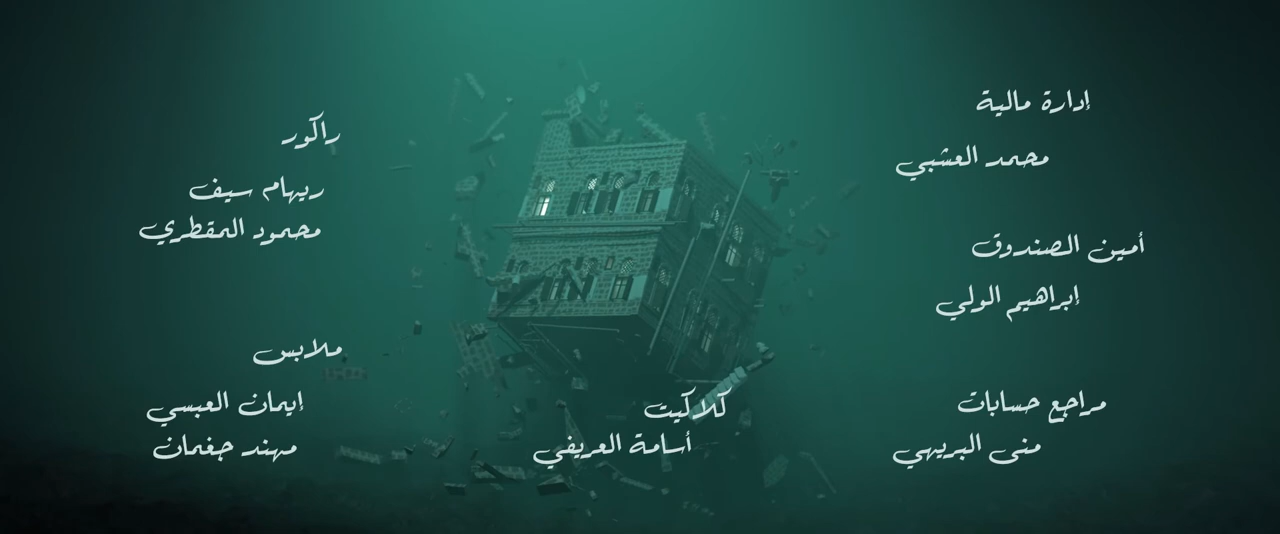 إدارة مالية
محمد العشبي
أمين الصندوق
إبراهيم الولي
مراجع حسابات
منى البريهي
كلاكيت
أسامة العريفي
راكور
ريهام سيف
محمود المقطري
ملابس
إيمان العبسي
مهند جغمان